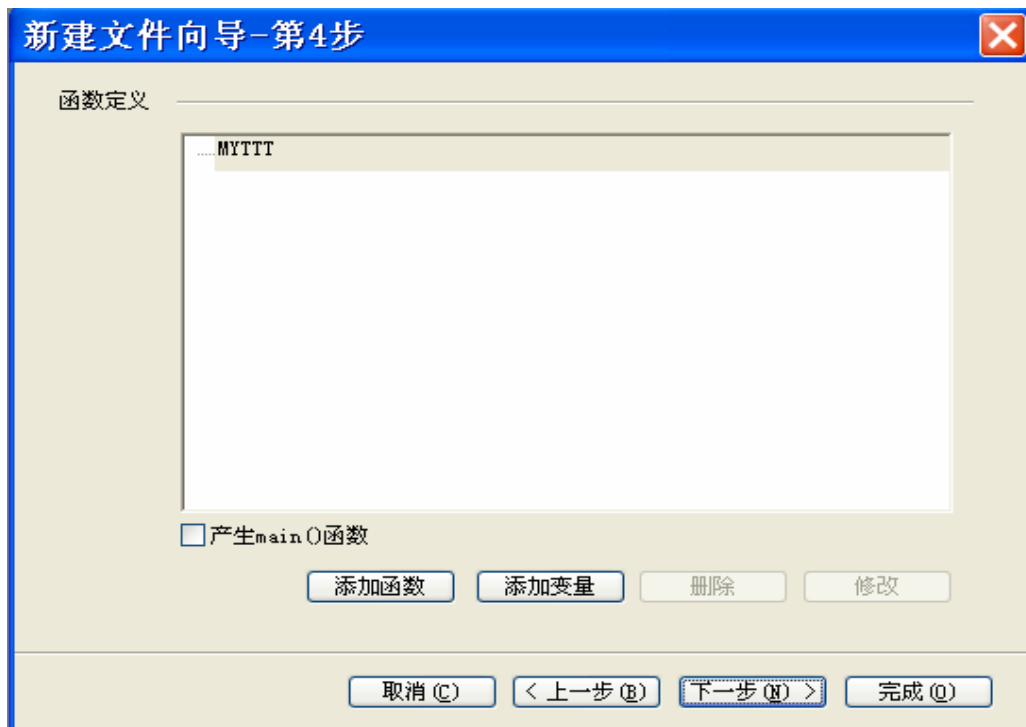 新建文件向导-第4步
函数定义
MYTTT
产生main()函数
添加函数 添加变量 删除 修改
取消(C) < 上一步(B) 下一步(N) > 完成(O)